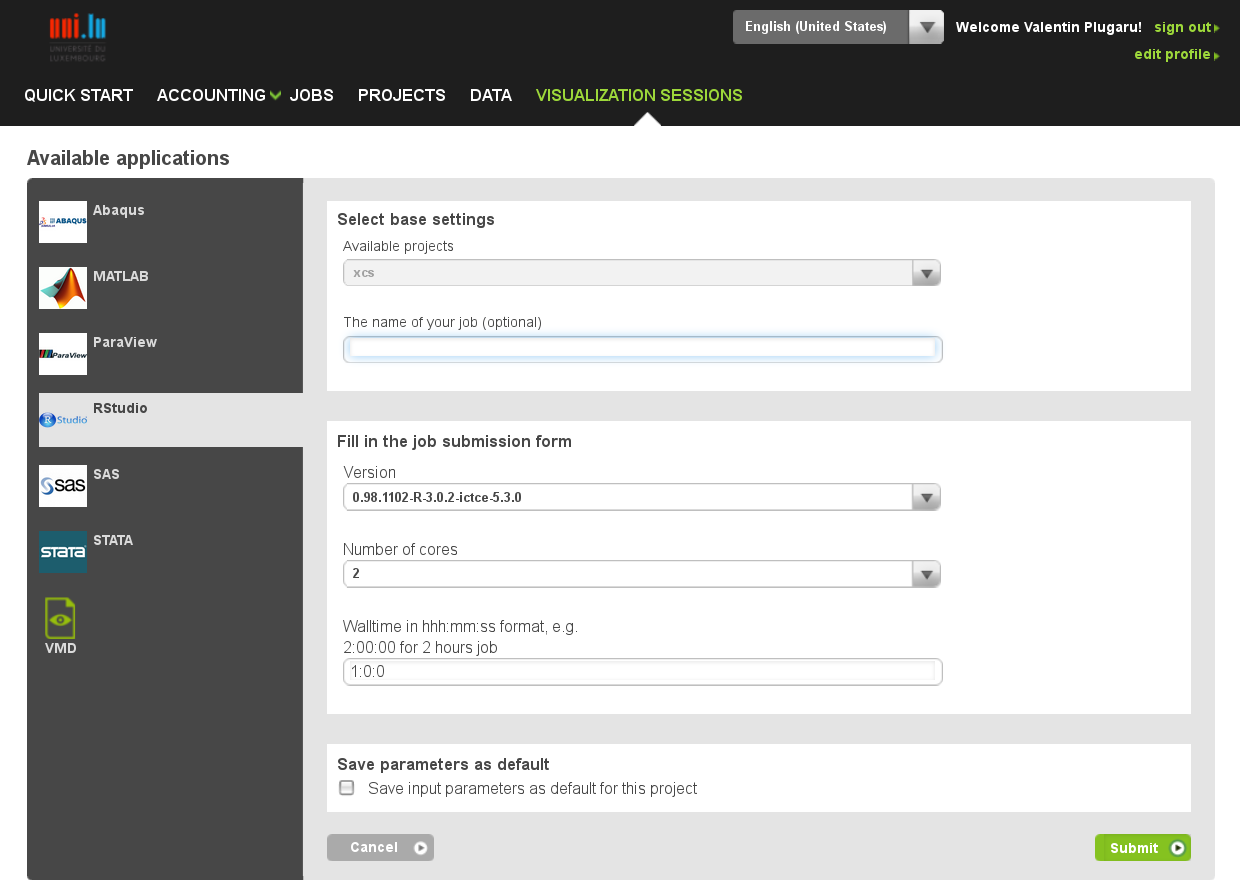 uni.lu
UNIVERSITÉ DU
LUXEMBOURG
English (United States)
Welcome Valentin Plugaru!
sign out
edit profile
QUICK START
ACCOUNTING
JOBS
PROJECTS
DATA
VISUALIZATION SESSIONS
Available applications
ABAQUS
Abaqus
MATLAB
ParaView
ParaView
R Studio
RStudio
sas
SAS
STATA
STATA
VMD
Select base settings
Available projects
xcs
The name of your job (optional)
Fill in the job submission form
Version
0.98.1102-R-3.0.2-ictce-5.3.0
Number of cores
2
Walltime in hhh:mm:ss format, e.g.
2:00:00 for 2 hours job
1:0:0
Save parameters as default
Save input parameters as default for this project
Cancel
Submit